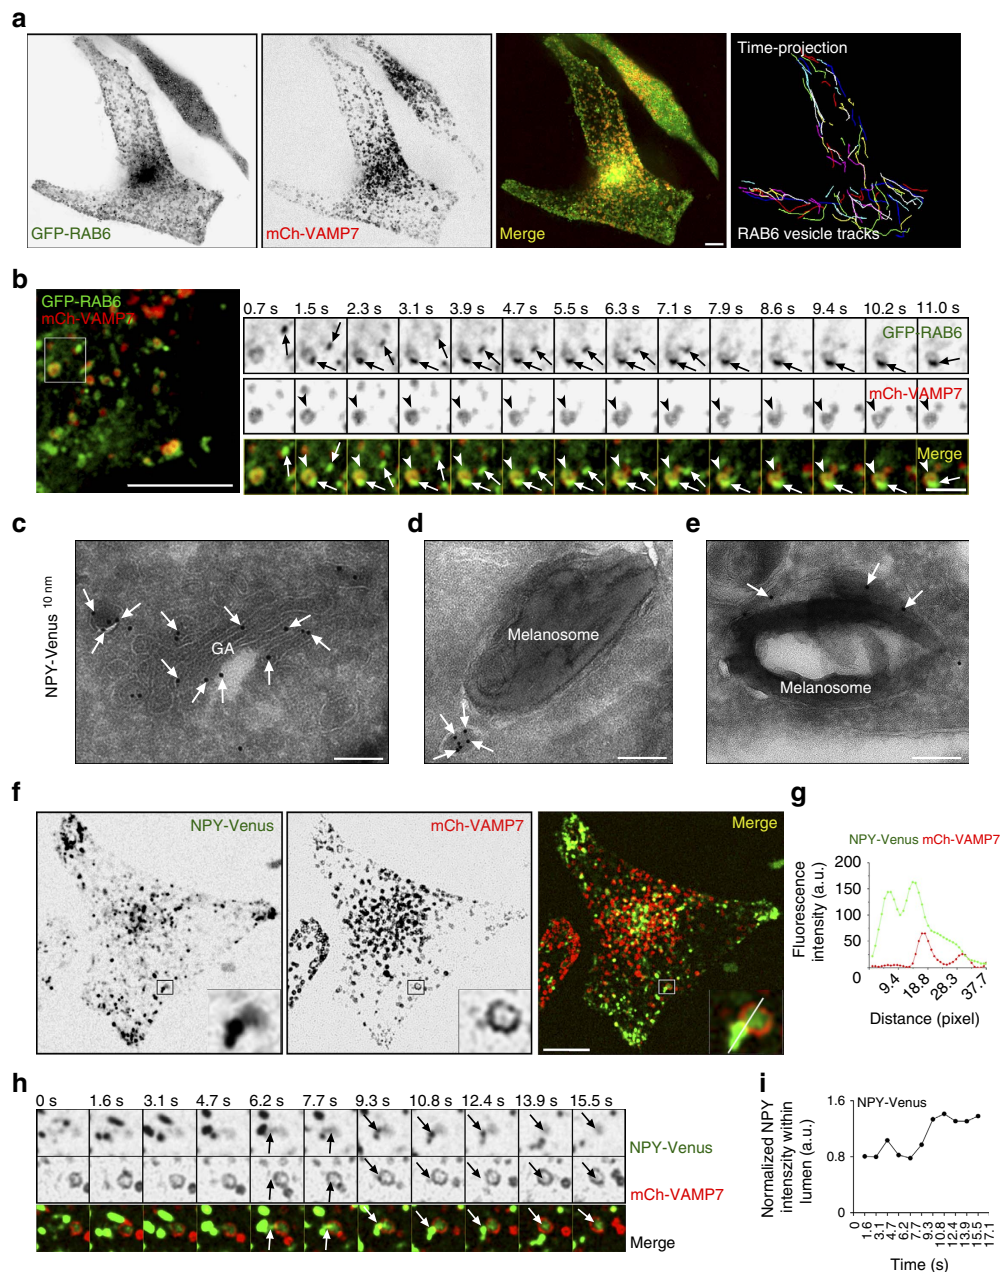 a
Time-projection
GFP-RAB6
mCh-VAMP7
Merge
RAB6 vesicle tracks
b
GFP-RAB6
mCh-VAMP7
0.7 s 1.5 s 2.3 s 3.1 s 3.9 s 4.7 s 5.5 s 6.3 s 7.1 s 7.9 s 8.6 s 9.4 s 10.2 s 11.0 s
GFP-RAB6
mCh-VAMP7
Merge
c
d
e
NPY-Venus 10 nm
GA
Melanosome
Melanosome
f
NPY-Venus
mCh-VAMP7
Merge
g
NPY-Venus mCh-VAMP7
Fluorescence
intensity (a.u.)
200
150
100
50
0
9.4 18.8 28.3 37.7
Distance (pixel)
h
0 s 1.6 s 3.1 s 4.7 s 6.2 s 7.7 s 9.3 s 10.8 s 12.4 s 13.9 s 15.5 s
NPY-Venus
mCh-VAMP7
Merge
i
NPY-Venus
Normalized NPY
intenszity within
lumen (a.u.)
1.6
0.8
0
0 1.6 3.1 4.7 6.2 7.7 9.3 10.8 12.4 13.9 15.5 17.1
Time (s)